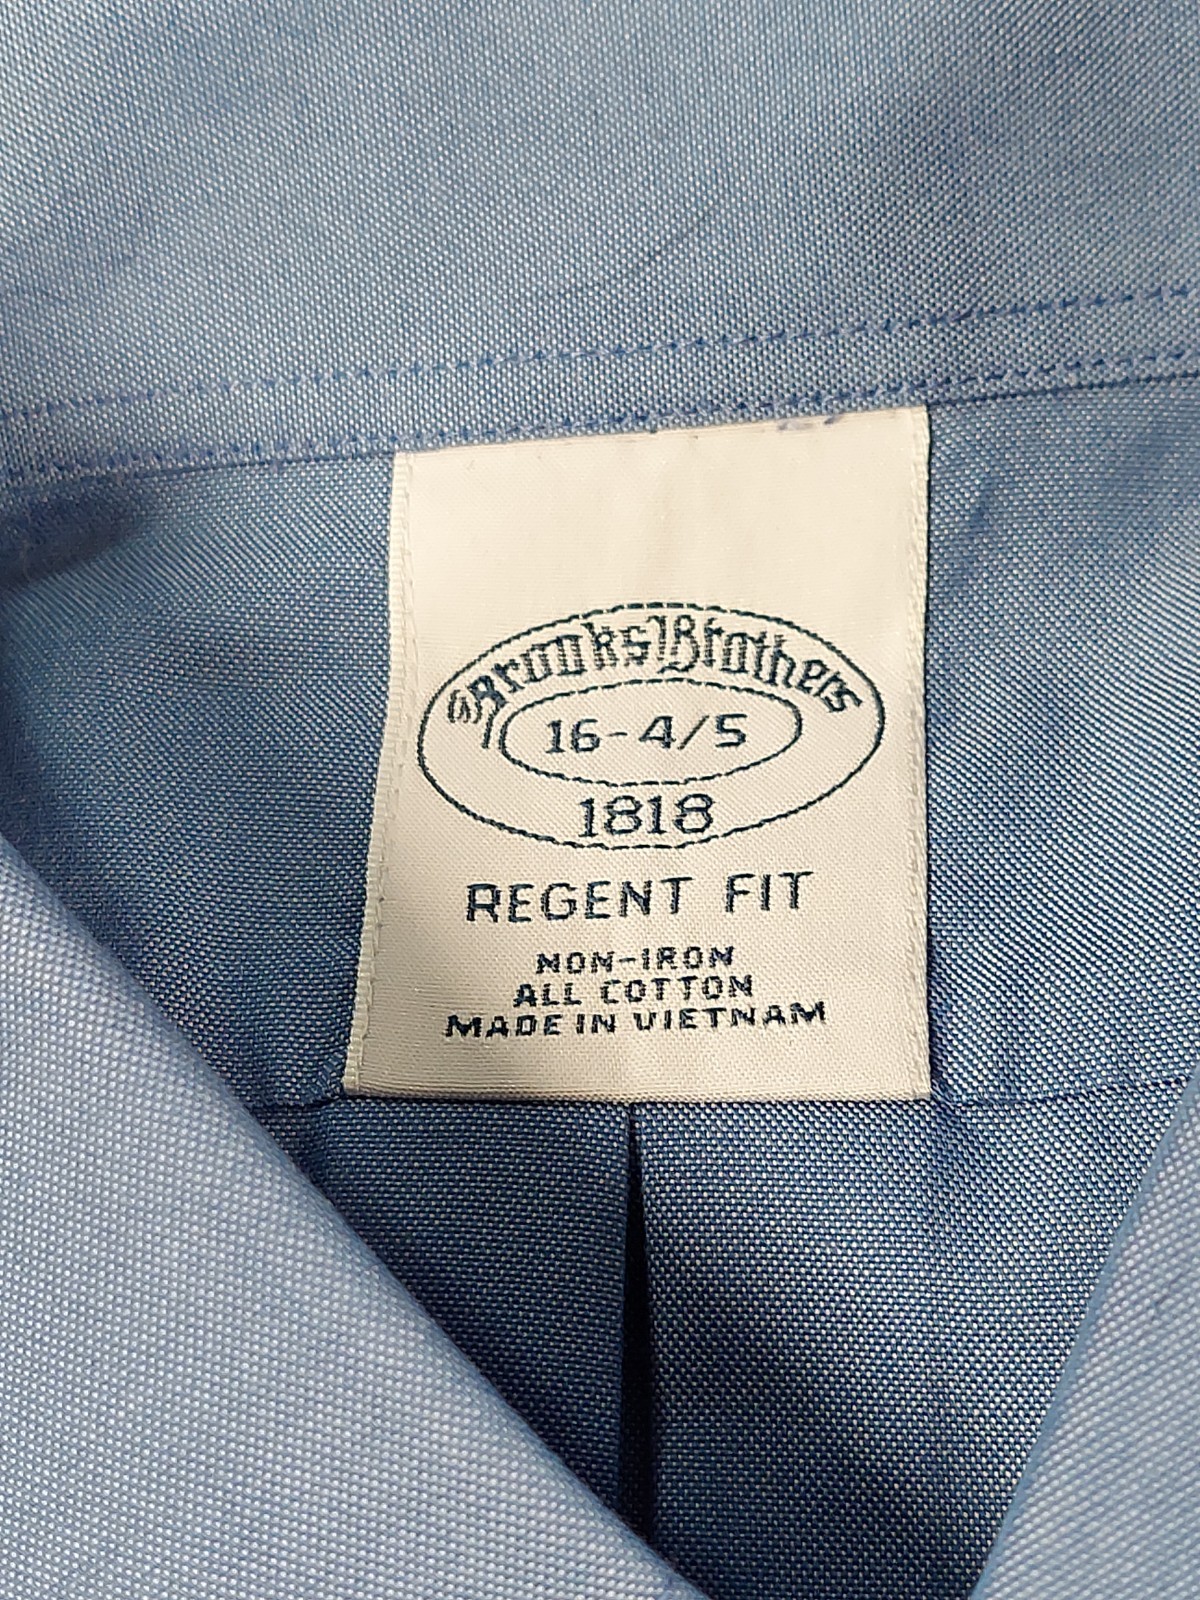 Brooks Brothers
16-4/5
1818
REGENT FIT
NON-IRON
ALL COTTON
MADE IN VIETNAM